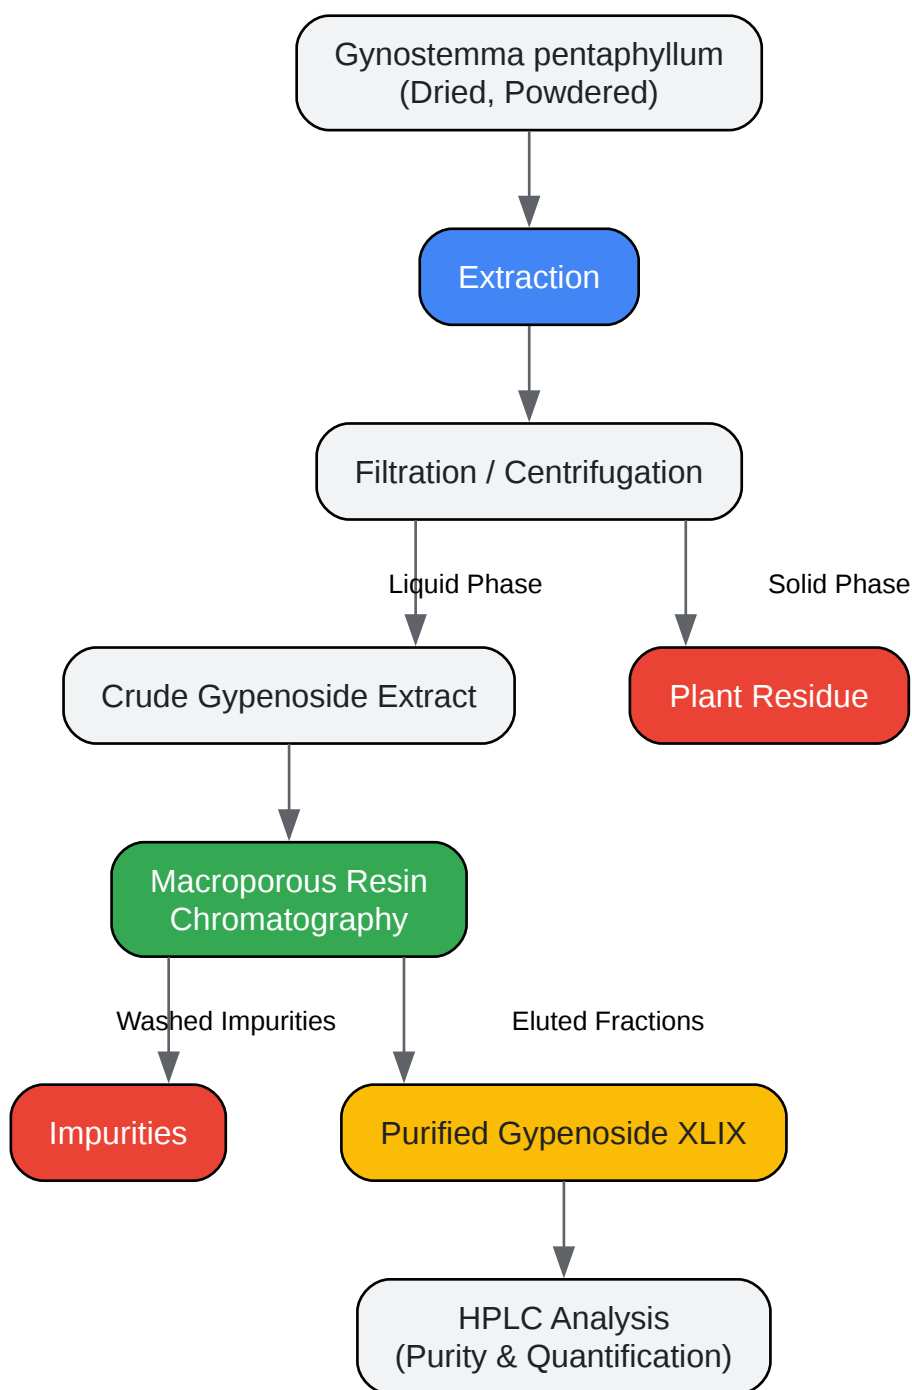 Gynostemma pentaphyllum
(Dried, Powdered)
Extraction
Filtration / Centrifugation
Liquid Phase
Solid Phase
Crude Gypenoside Extract
Plant Residue
Macroporous Resin
Chromatography
Washed Impurities
Eluted Fractions
Impurities
Purified Gypenoside XLIX
HPLC Analysis
(Purity & Quantification)